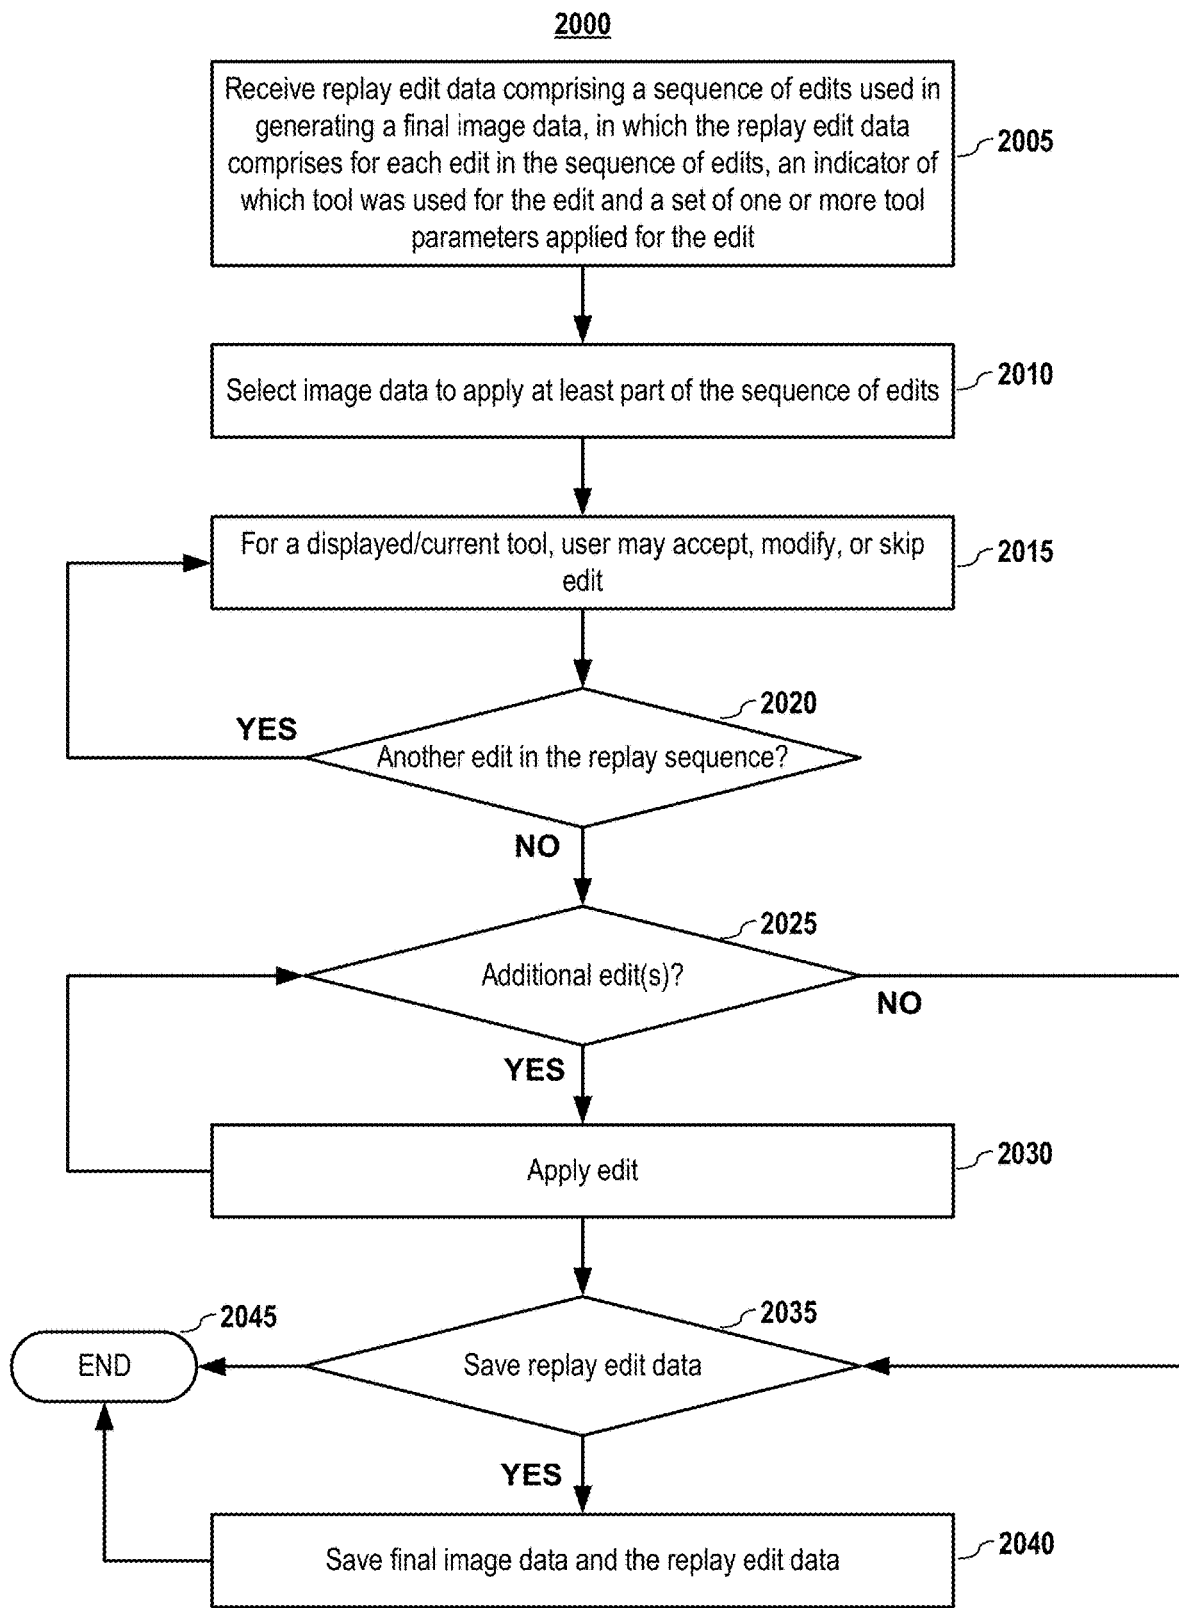 2000
Receive replay edit data comprising a sequence of edits used in
generating a final image data, in which the replay edit data
comprises for each edit in the sequence of edits, an indicator of
which tool was used for the edit and a set of one or more tool
parameters applied for the edit
2005
Select image data to apply at least part of the sequence of edits
2010
For a displayed/current tool, user may accept, modify, or skip
edit
2015
2020
YES
Another edit in the replay sequence?
NO
2025
Additional edit(s)?
NO
YES
Apply edit
2030
2045
2035
END
Save replay edit data
YES
Save final image data and the replay edit data
2040